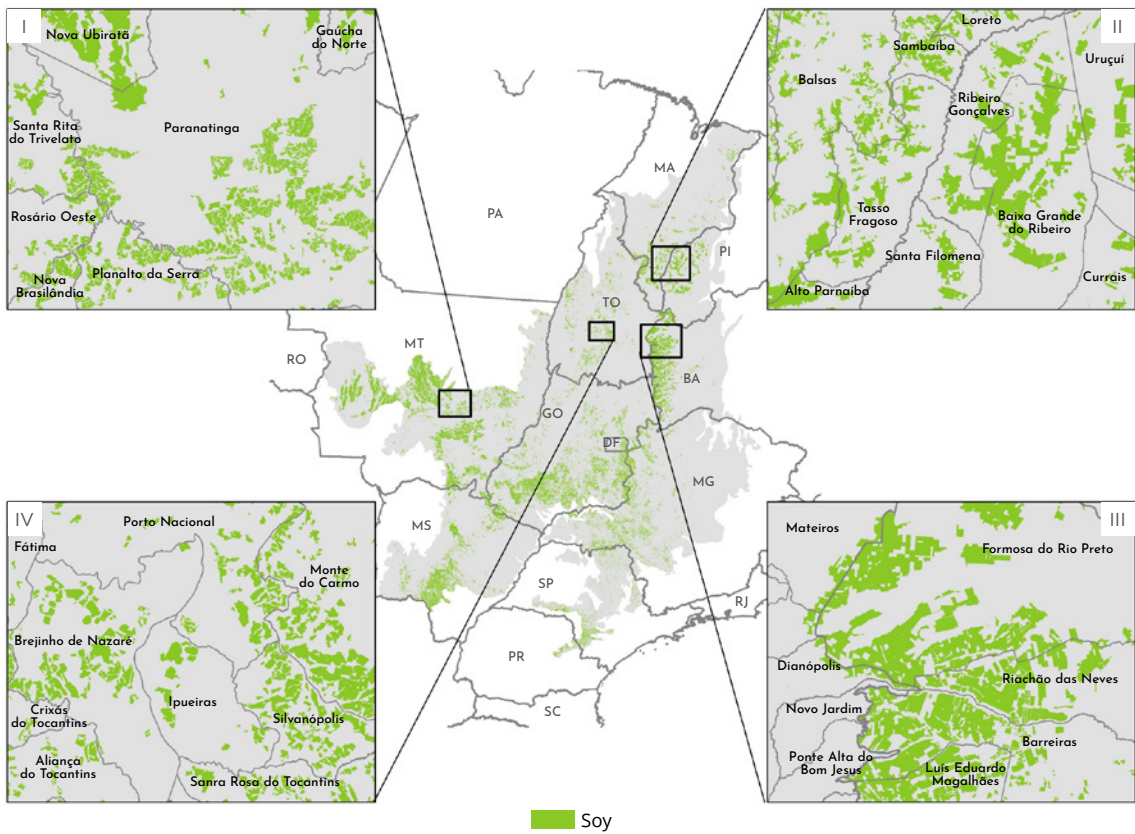 I
Nova Ubiratã
Gaúcha
do Norte
Santa Rita
do Trivelato
Paranatinga
Rosário Oeste
Planalto da Serra
Nova
Brasilândia
II
Loreto
Sambaíba
Uruçuí
Balsas
Ribeiro
Gonçalves
Tasso
Fragoso
Baixa Grande
do Ribeiro
Santa Filomena
Currais
Alto Parnaíba
MA
PA
PI
TO
MT
RO
BA
GO
DF
MG
MS
SP
RJ
PR
SC
IV
Porto Nacional
Fátima
Monte
do Carmo
Brejinho de Nazaré
Ipueiras
Crixás
do Tocantins
Silvanópolis
Aliança
do Tocantins
Sanra Rosa do Tocantins
III
Mateiros
Formosa do Rio Preto
Dianópolis
Riachão das Neves
Novo Jardim
Barreiras
Ponte Alta do
Bom Jesus
Luís Eduardo
Magalhães
Soy